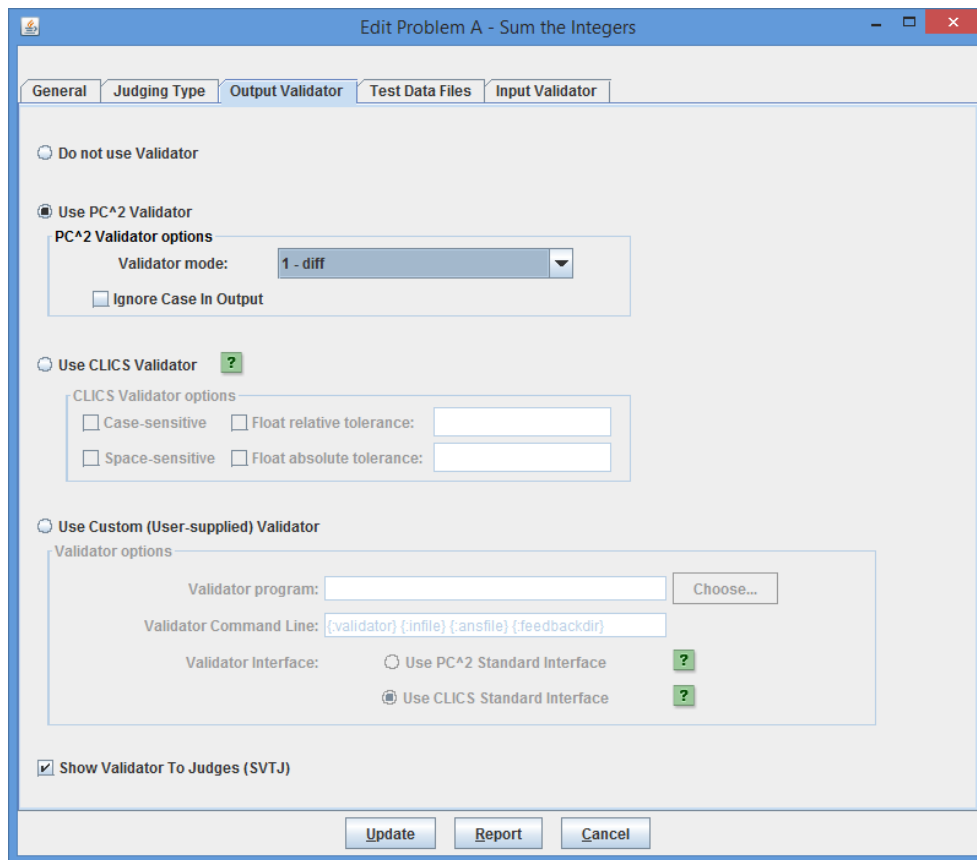 Edit Problem A - Sum the Integers
General Judging Type Output Validator Test Data Files Input Validator
Do not use Validator
Use PC^2 Validator
PC^2 Validator options
Validator mode: 1 - diff
Ignore Case In Output
Use CLICS Validator ?
CLICS Validator options
Case-sensitive Float relative tolerance:
Space-sensitive Float absolute tolerance:
Use Custom (User-supplied) Validator
Validator options
Validator program: Choose...
Validator Command Line: {:validator} {:infile} {:ansfile} {:feedbackdir}
Validator Interface: Use PC^2 Standard Interface ?
Use CLICS Standard Interface ?
Show Validator To Judges (SVTJ)
Update Report Cancel